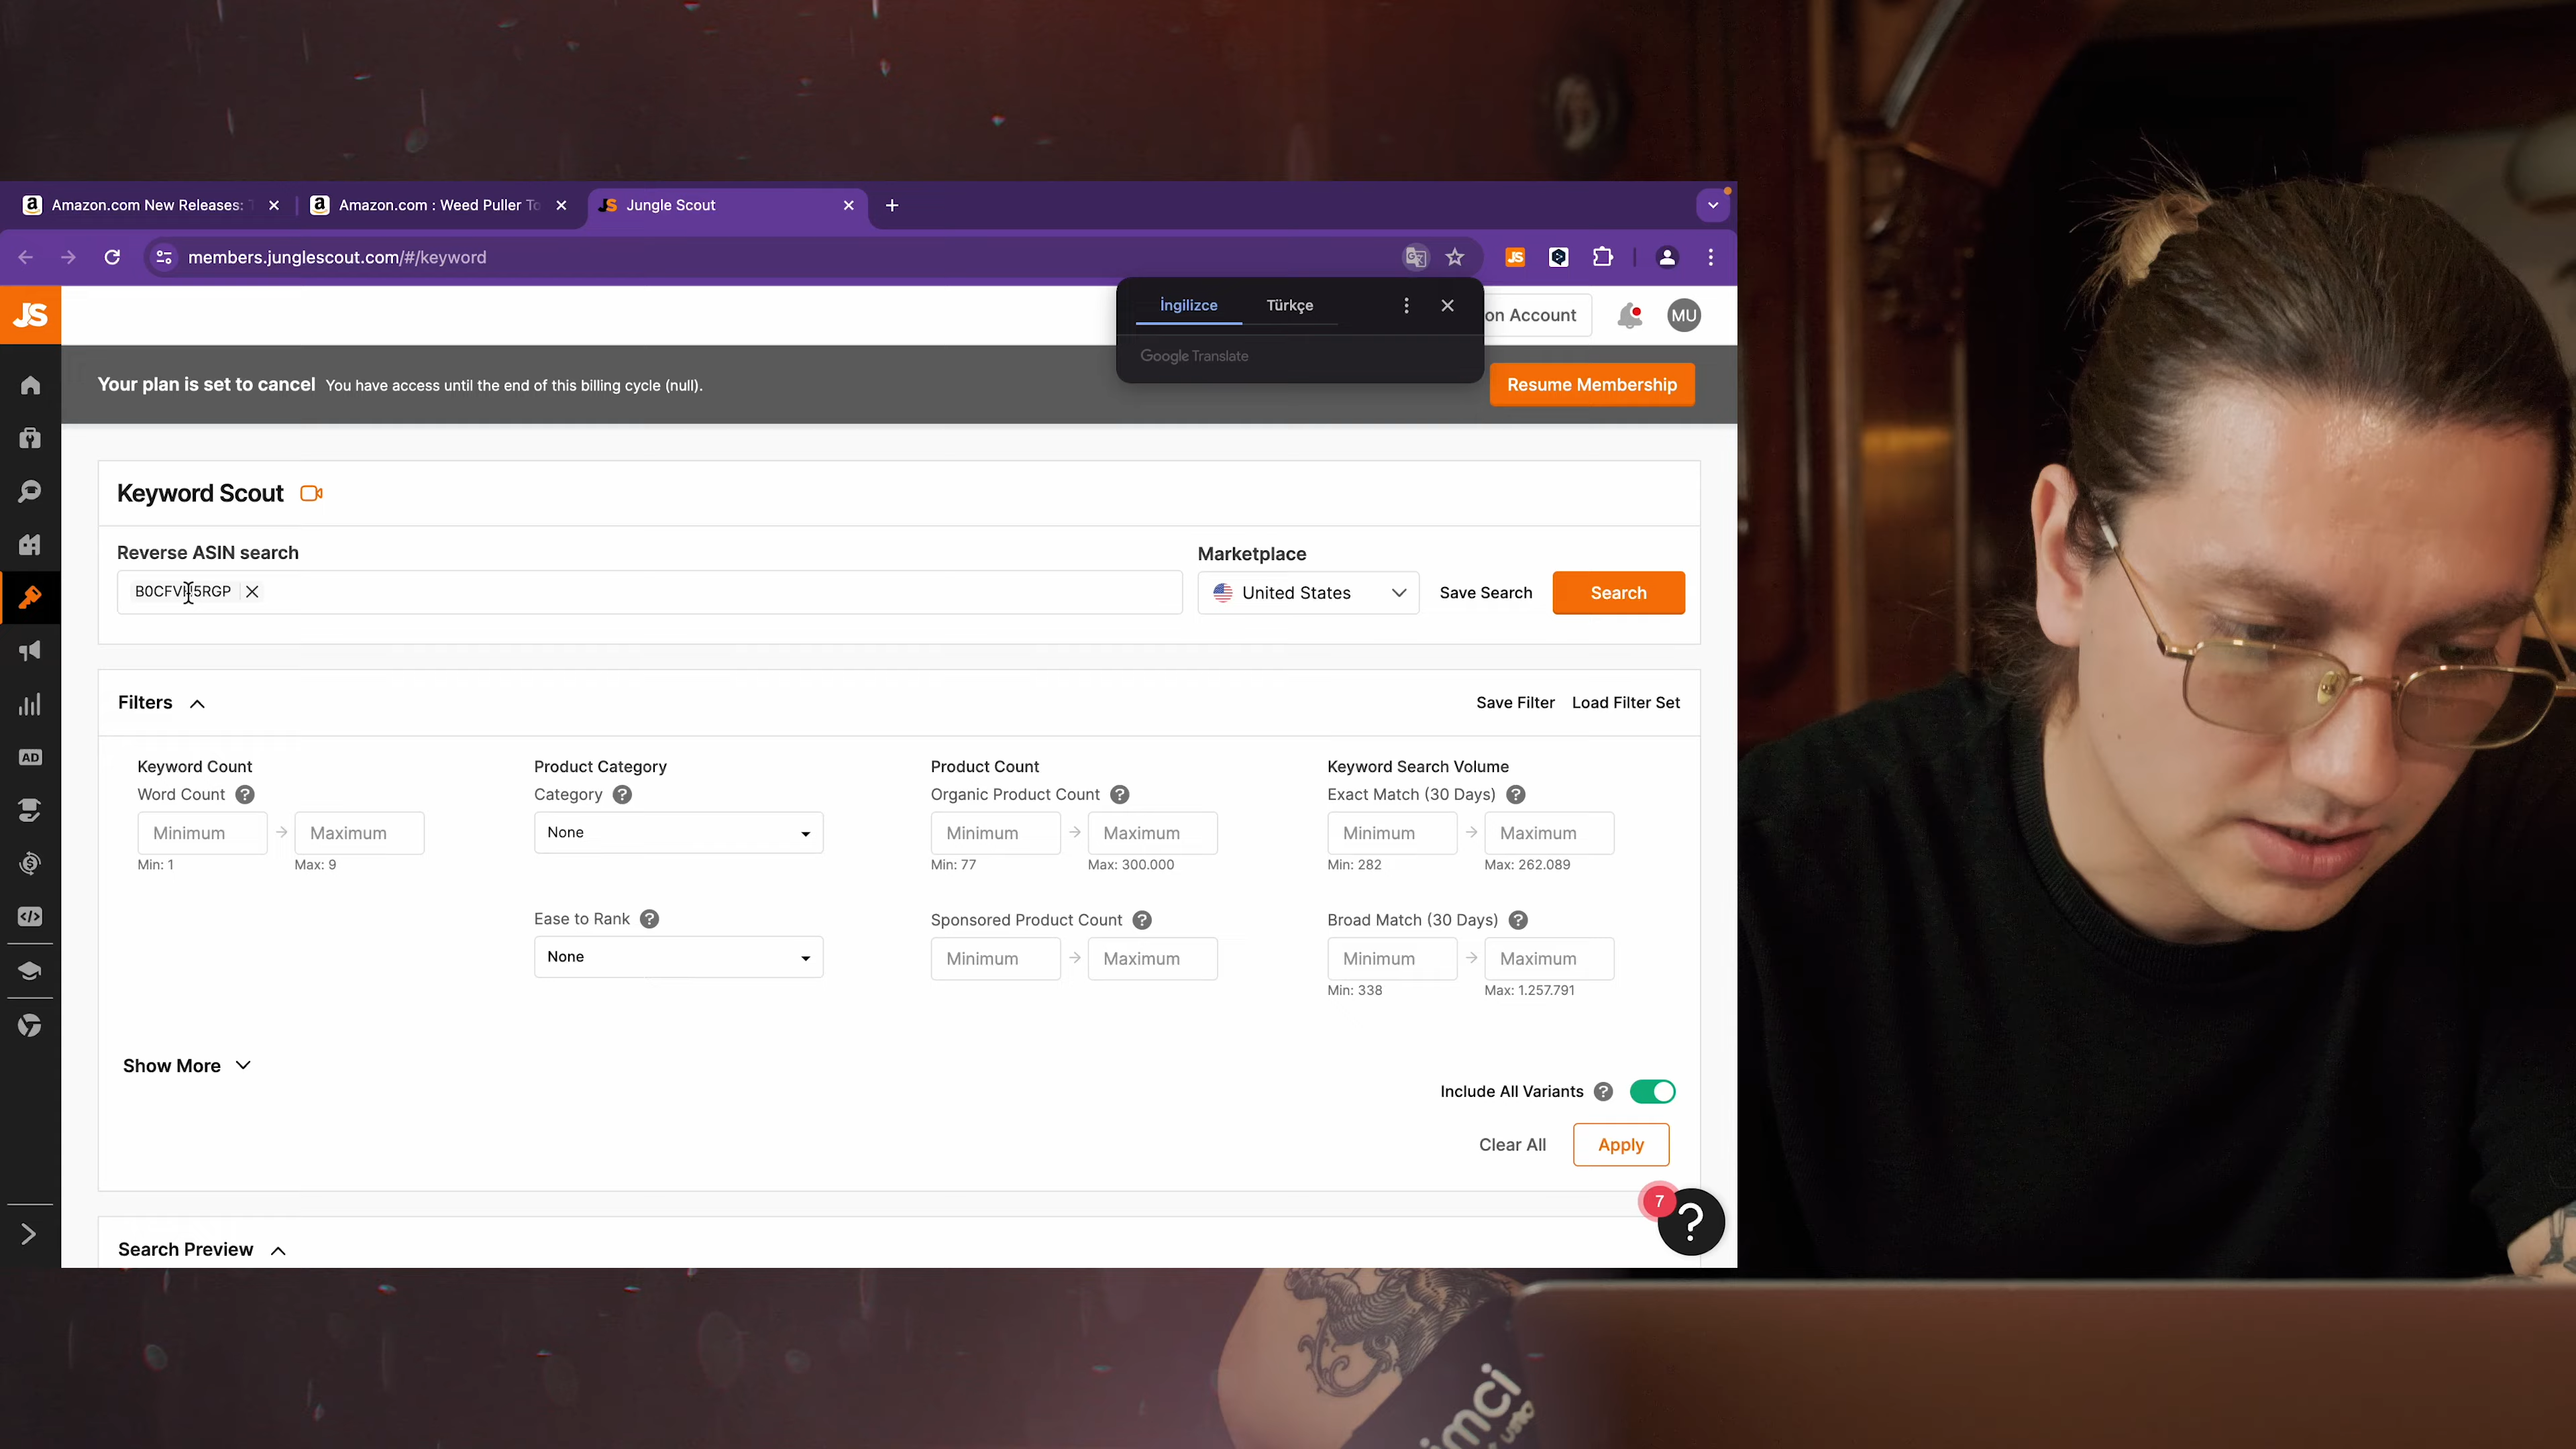 Amazon.com New Releases:
Amazon.com : Weed Puller To
Jungle Scout
members.junglescout.com/#/keyword
JS
JS
İngilizce Türkçe
Google Translate
on Account
MU
Your plan is set to cancel You have access until the end of this billing cycle (null).
Resume Membership
Keyword Scout
Reverse ASIN search
Marketplace
United States
Save Search
Search
Filters
Save Filter Load Filter Set
Keyword Count
Word Count ?
Minimum Maximum
Min: 1 Max: 9
Product Category
Category ?
None
Ease to Rank ?
None
Product Count
Organic Product Count ?
Minimum Maximum
Min: 77 Max: 300.000
Sponsored Product Count ?
Minimum Maximum
Keyword Search Volume
Exact Match (30 Days) ?
Minimum Maximum
Min: 282 Max: 262.089
Broad Match (30 Days) ?
Minimum Maximum
Min: 338 Max: 1.257.791
AD
Show More
Include All Variants ?
Clear All Apply
7
?
Search Preview